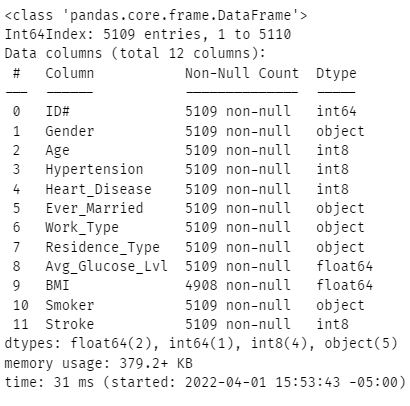 <class 'pandas.core.frame.DataFrame'>
Int64Index: 5109 entries, 1 to 5110
Data columns (total 12 columns):
 #   Column           Non-Null Count  Dtype
---  ------           --------------  -----
 0   ID#              5109 non-null   int64
 1   Gender           5109 non-null   object
 2   Age              5109 non-null   int8
 3   Hypertension     5109 non-null   int8
 4   Heart_Disease    5109 non-null   int8
 5   Ever_Married     5109 non-null   object
 6   Work_Type        5109 non-null   object
 7   Residence_Type   5109 non-null   object
 8   Avg_Glucose_Lvl  5109 non-null   float64
 9   BMI              4908 non-null   float64
 10  Smoker           5109 non-null   object
 11  Stroke           5109 non-null   int8
dtypes: float64(2), int64(1), int8(4), object(5)
memory usage: 379.2+ KB
time: 31 ms (started: 2022-04-01 15:53:43 -05:00)